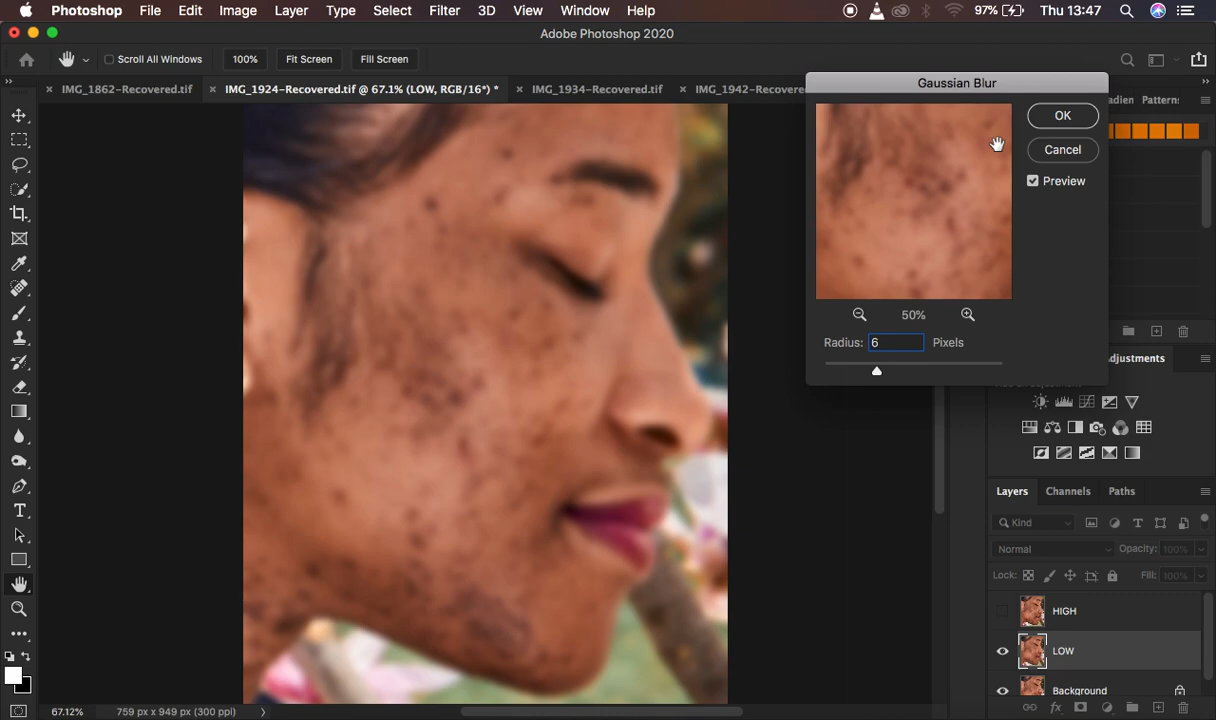 Photoshop File Edit Image Layer Type Select Filter 3D View Window Help 97% Thu 13:47
Adobe Photoshop 2020
Scroll All Windows 100% Fit Screen Fill Screen
IMG_1862-Recovered.tif IMG_1924-Recovered.tif @ 67.1% (LOW, RGB/16*) * IMG_1934-Recovered.tif IMG_1942-Recovere
Gaussian Blur
Patterns
OK
Cancel
Preview
50%
Radius: 6 Pixels
Adjustments
Layers Channels Paths
Kind
Normal Opacity: 100%
Lock: Fill: 100%
HIGH
LOW
Background
67.12% 759 px x 949 px (300 ppi)